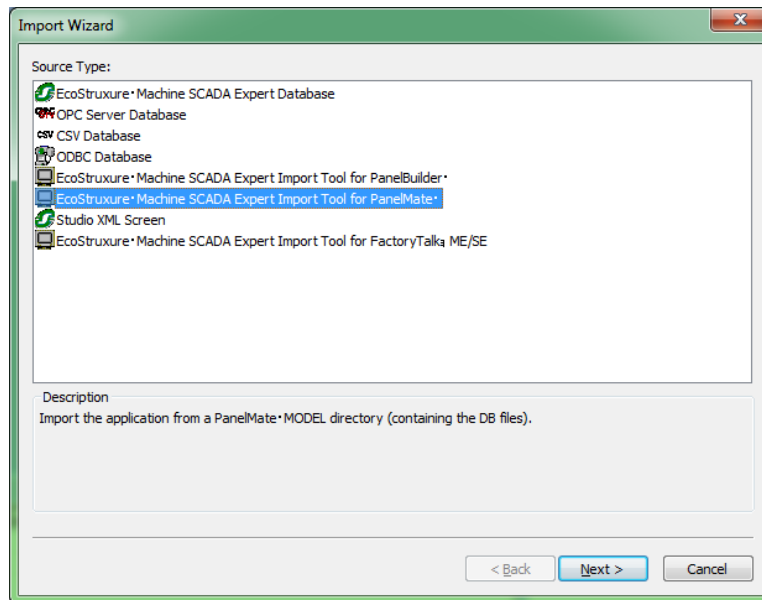 Import Wizard
Source Type:
EcoStruxure·Machine SCADA Expert Database
OPC Server Database
CSV Database
ODBC Database
EcoStruxure·Machine SCADA Expert Import Tool for PanelBuilder·
EcoStruxure·Machine SCADA Expert Import Tool for PanelMate·
Studio XML Screen
EcoStruxure·Machine SCADA Expert Import Tool for FactoryTalką ME/SE
Description
Import the application from a PanelMate·MODEL directory (containing the DB files).
< Back
Next >
Cancel